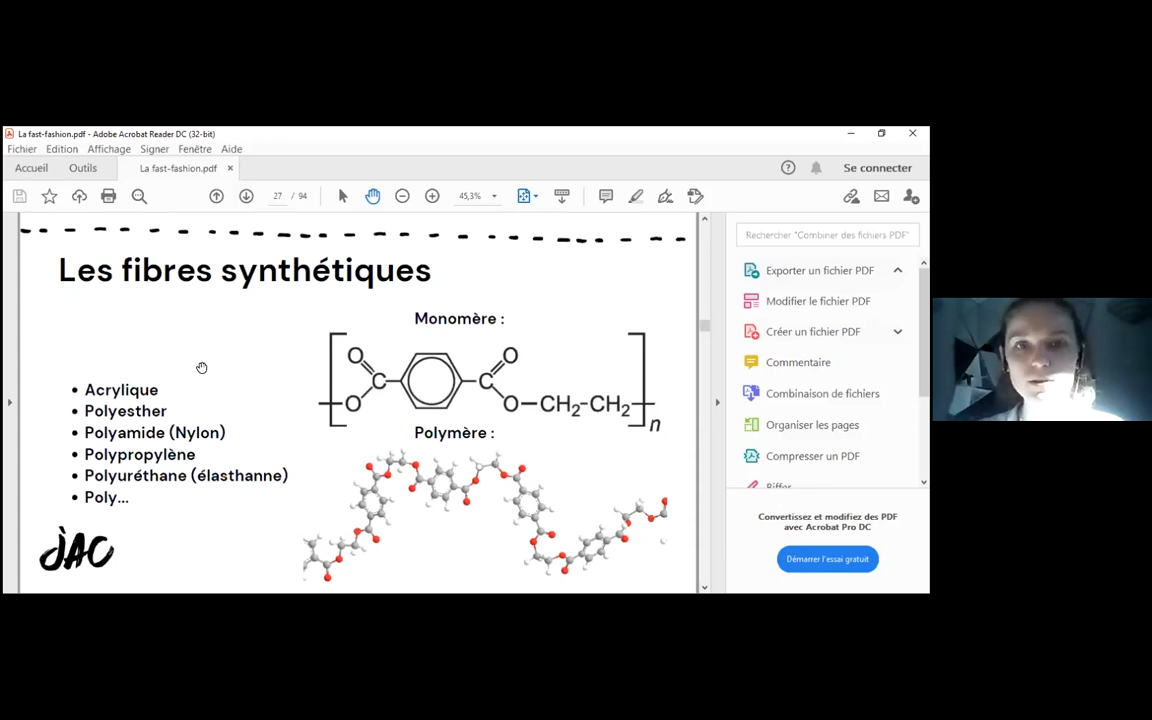 La fast-fashion.pdf - Adobe Acrobat Reader DC (32-bit)
Fichier Edition Affichage Signer Fenêtre Aide
Accueil Outils La fast-fashion.pdf × Se connecter
27 / 94 45,3%
Les fibres synthétiques
Monomère :
O O
C C
O O-CH2-CH2
n
Polymère :
• Acrylique
• Polyesther
• Polyamide (Nylon)
• Polypropylène
• Polyuréthane (élasthanne)
• Poly...
JAC
Rechercher "Combiner des fichiers PDF"
Exporter un fichier PDF
Modifier le fichier PDF
Créer un fichier PDF
Commentaire
Combinaison de fichiers
Organiser les pages
Compresser un PDF
Convertissez et modifiez des PDF
avec Acrobat Pro DC
Démarrer l'essai gratuit